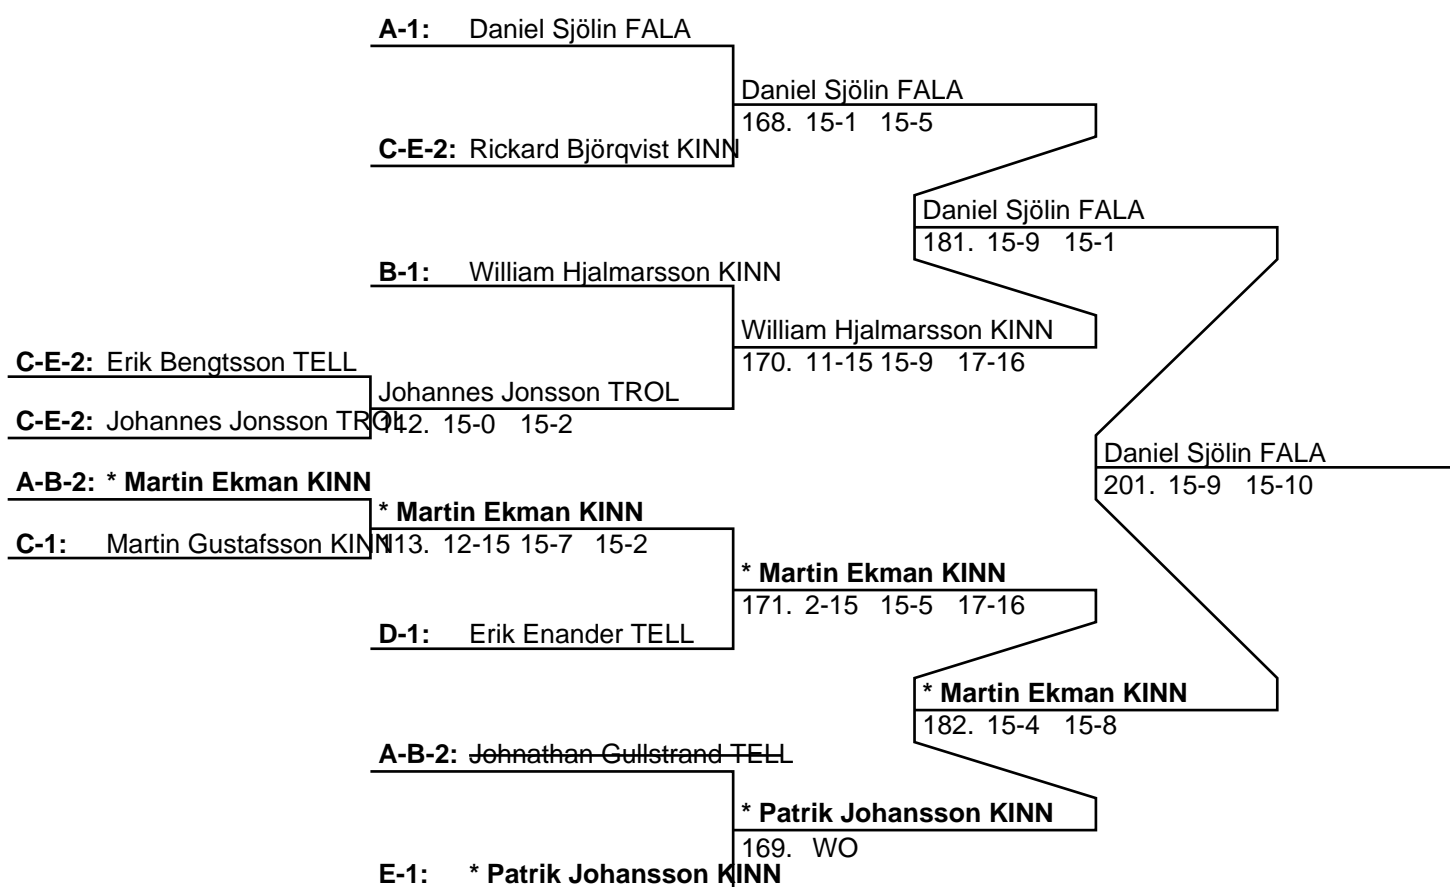 A-1: Daniel Sjölin FALA
Daniel Sjölin FALA
168. 15-1 15-5
C-E-2: Rickard Björqvist KINN
Daniel Sjölin FALA
181. 15-9 15-1
B-1: William Hjalmarsson KINN
William Hjalmarsson KINN
170. 11-15 15-9 17-16
C-E-2: Erik Bengtsson TELL
Johannes Jonsson TROL
C-E-2: Johannes Jonsson TROL
112. 15-0 15-2
Daniel Sjölin FALA
201. 15-9 15-10
A-B-2: * Martin Ekman KINN
* Martin Ekman KINN
C-1: Martin Gustafsson KINN
113. 12-15 15-7 15-2
* Martin Ekman KINN
171. 2-15 15-5 17-16
D-1: Erik Enander TELL
* Martin Ekman KINN
182. 15-4 15-8
A-B-2: Johnathan Gullstrand TELL
* Patrik Johansson KINN
169. WO
E-1: * Patrik Johansson KINN